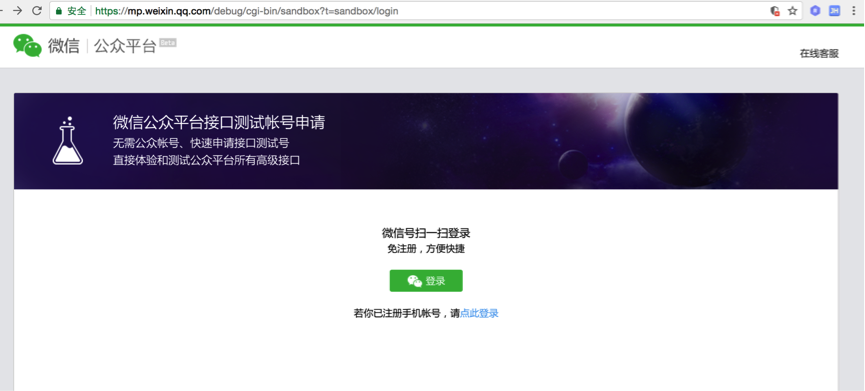 安全 https://mp.weixin.qq.com/debug/cgi-bin/sandbox?t=sandbox/login
微信 公众平台 Beta
在线客服
微信公众平台接口测试帐号申请
无需公众帐号、快速申请接口测试号
直接体验和测试公众平台所有高级接口
微信号扫一扫登录
免注册，方便快捷
登录
若你已注册手机帐号，请点此登录